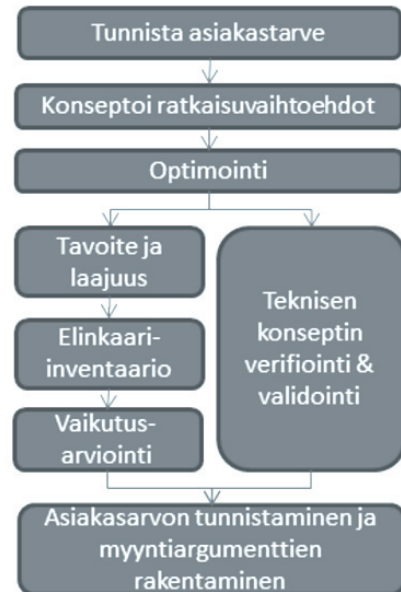 Tunnista asiakastarve
Konseptoi ratkaisuvaihtoehdot
Optimointi
Tavoite ja
laajuus
Elinkaari-
inventaario
Vaikutus-
arviointi
Teknisen
konseptin
verifiointi &
validointi
Asiakasarvon tunnistaminen ja
myyntiargumenttien
rakentaminen